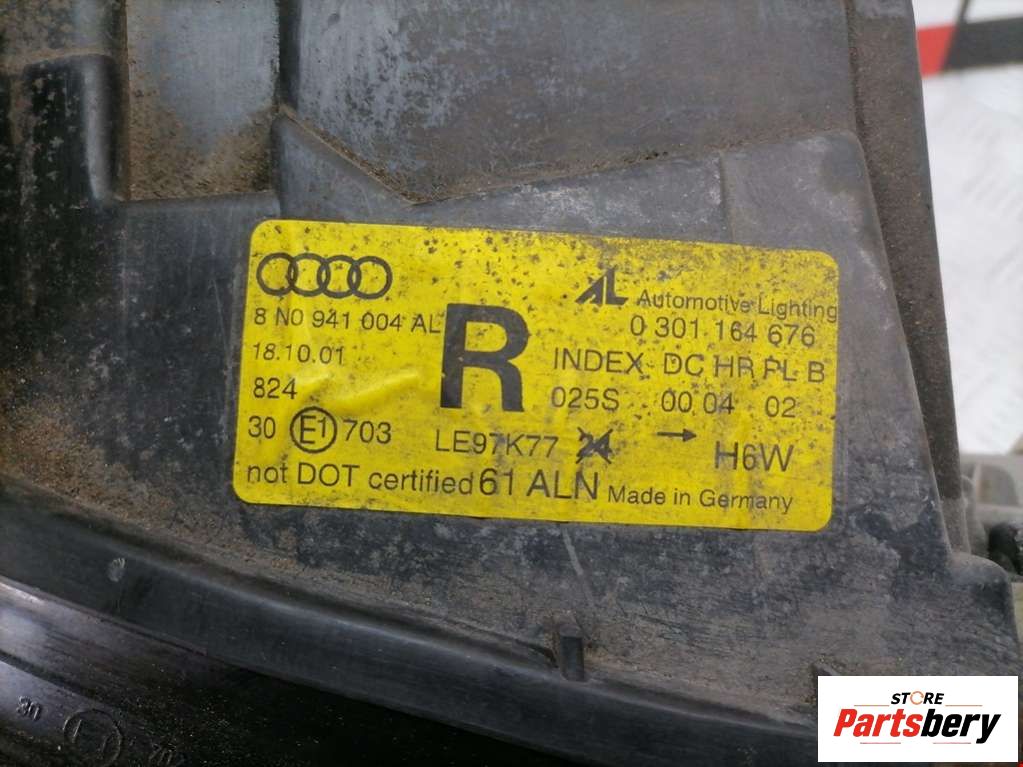 Automotive Lighting
8 N0 941 004 AL
R
0 301 164 676
18.10.01
INDEX DC HR PL B
824
025S 00 04 02
30 E1 703
LE97K77 24 → H6W
not DOT certified 61 ALN Made in Germany
STORE
Partsbery